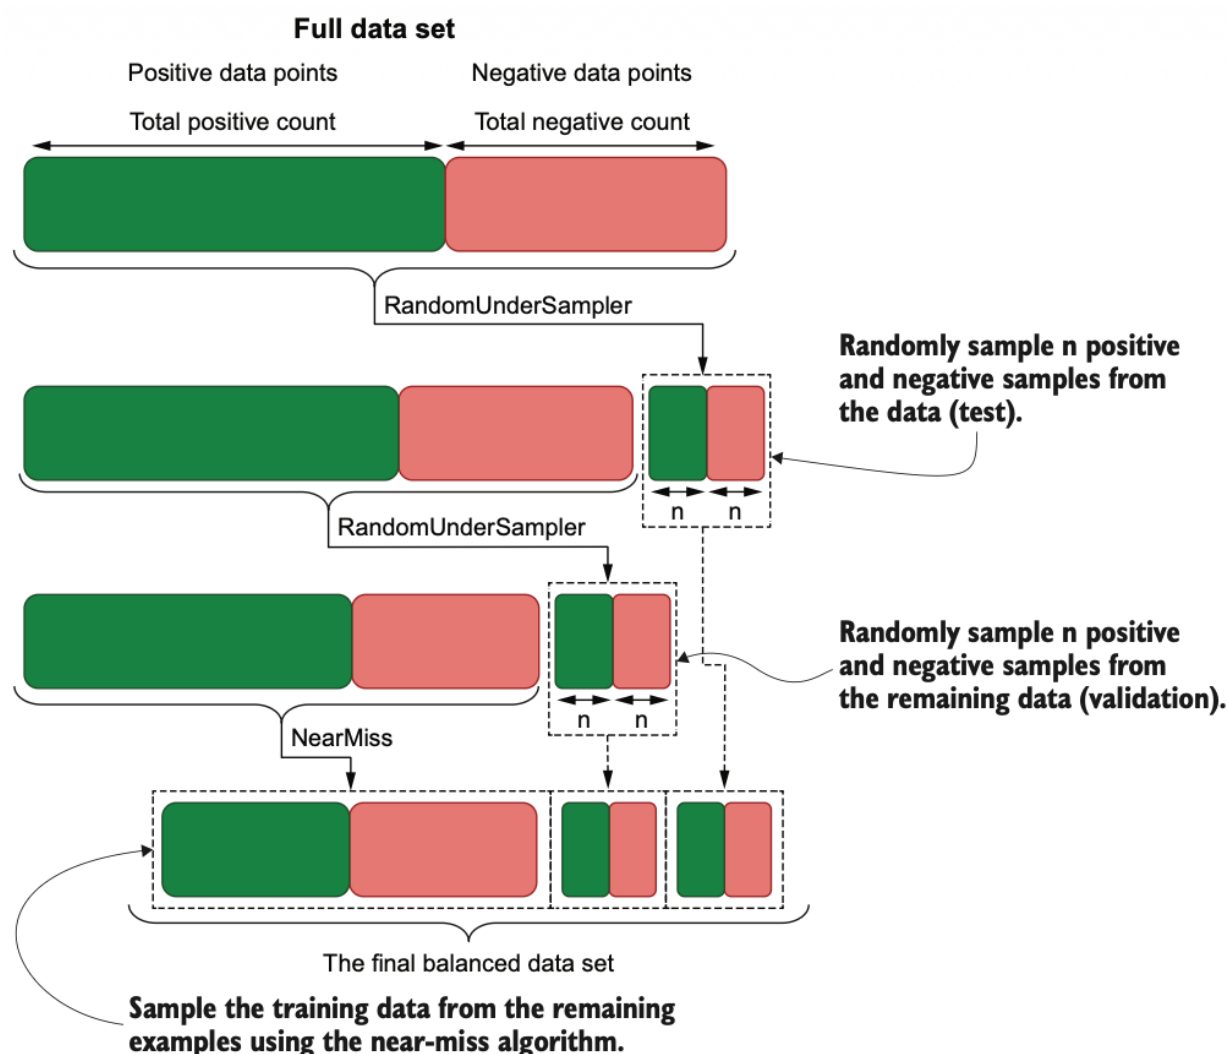 Full data set
Positive data points
Negative data points
Total positive count
Total negative count
RandomUnderSampler
Randomly sample n positive
and negative samples from
the data (test).
n
n
RandomUnderSampler
Randomly sample n positive
and negative samples from
the remaining data (validation).
n
n
NearMiss
The final balanced data set
Sample the training data from the remaining
examples using the near-miss algorithm.